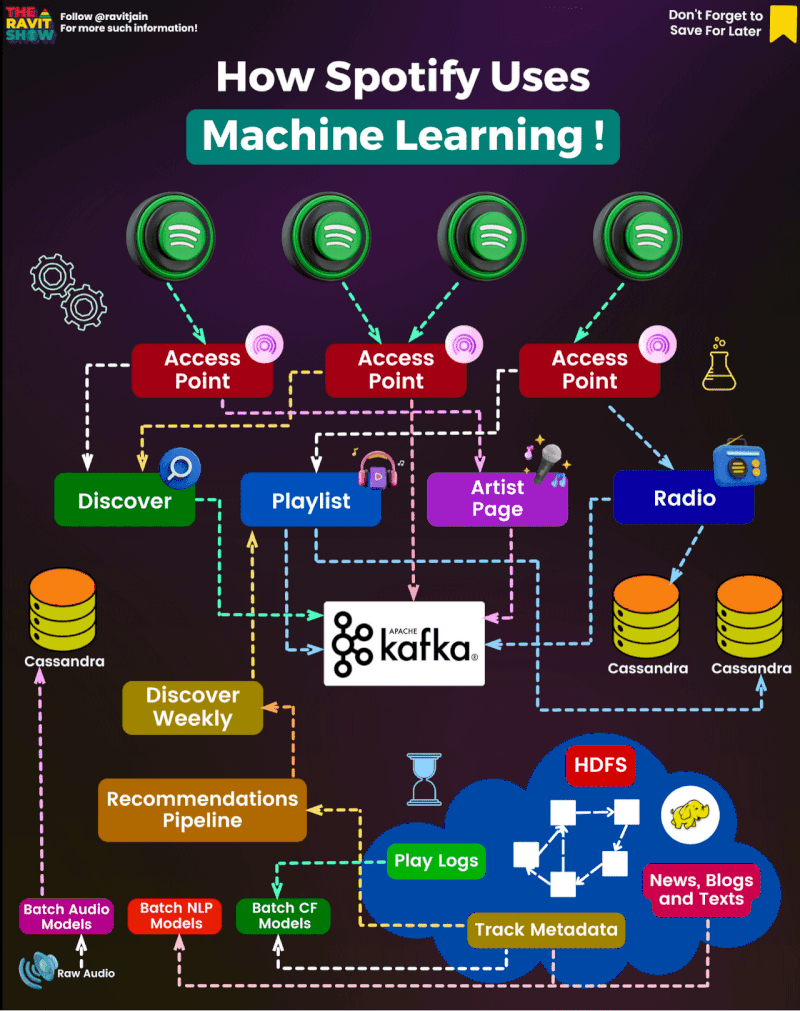 THE
RAVIT
SHOW
Follow @ravitjain
For more such information!
Don't Forget to
Save For Later
How Spotify Uses
Machine Learning !
Access
Point
Access
Point
Access
Point
Discover
Playlist
Artist
Page
Radio
APACHE
kafka®
Cassandra
Cassandra
Cassandra
Discover
Weekly
HDFS
Recommendations
Pipeline
Play Logs
News, Blogs
and Texts
Batch Audio
Models
Batch NLP
Models
Batch CF
Models
Track Metadata
Raw Audio